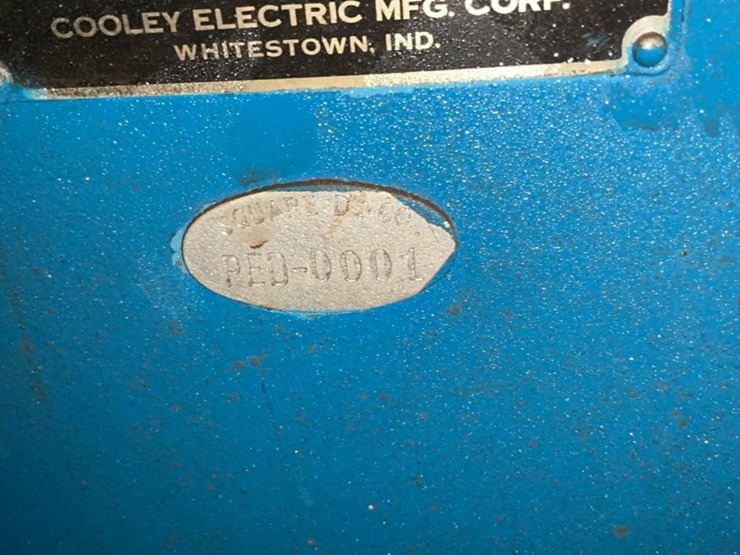 COOLEY ELECTRIC MFG. CORP.
WHITESTOWN, IND.
SQUARE D CO
PED-0001